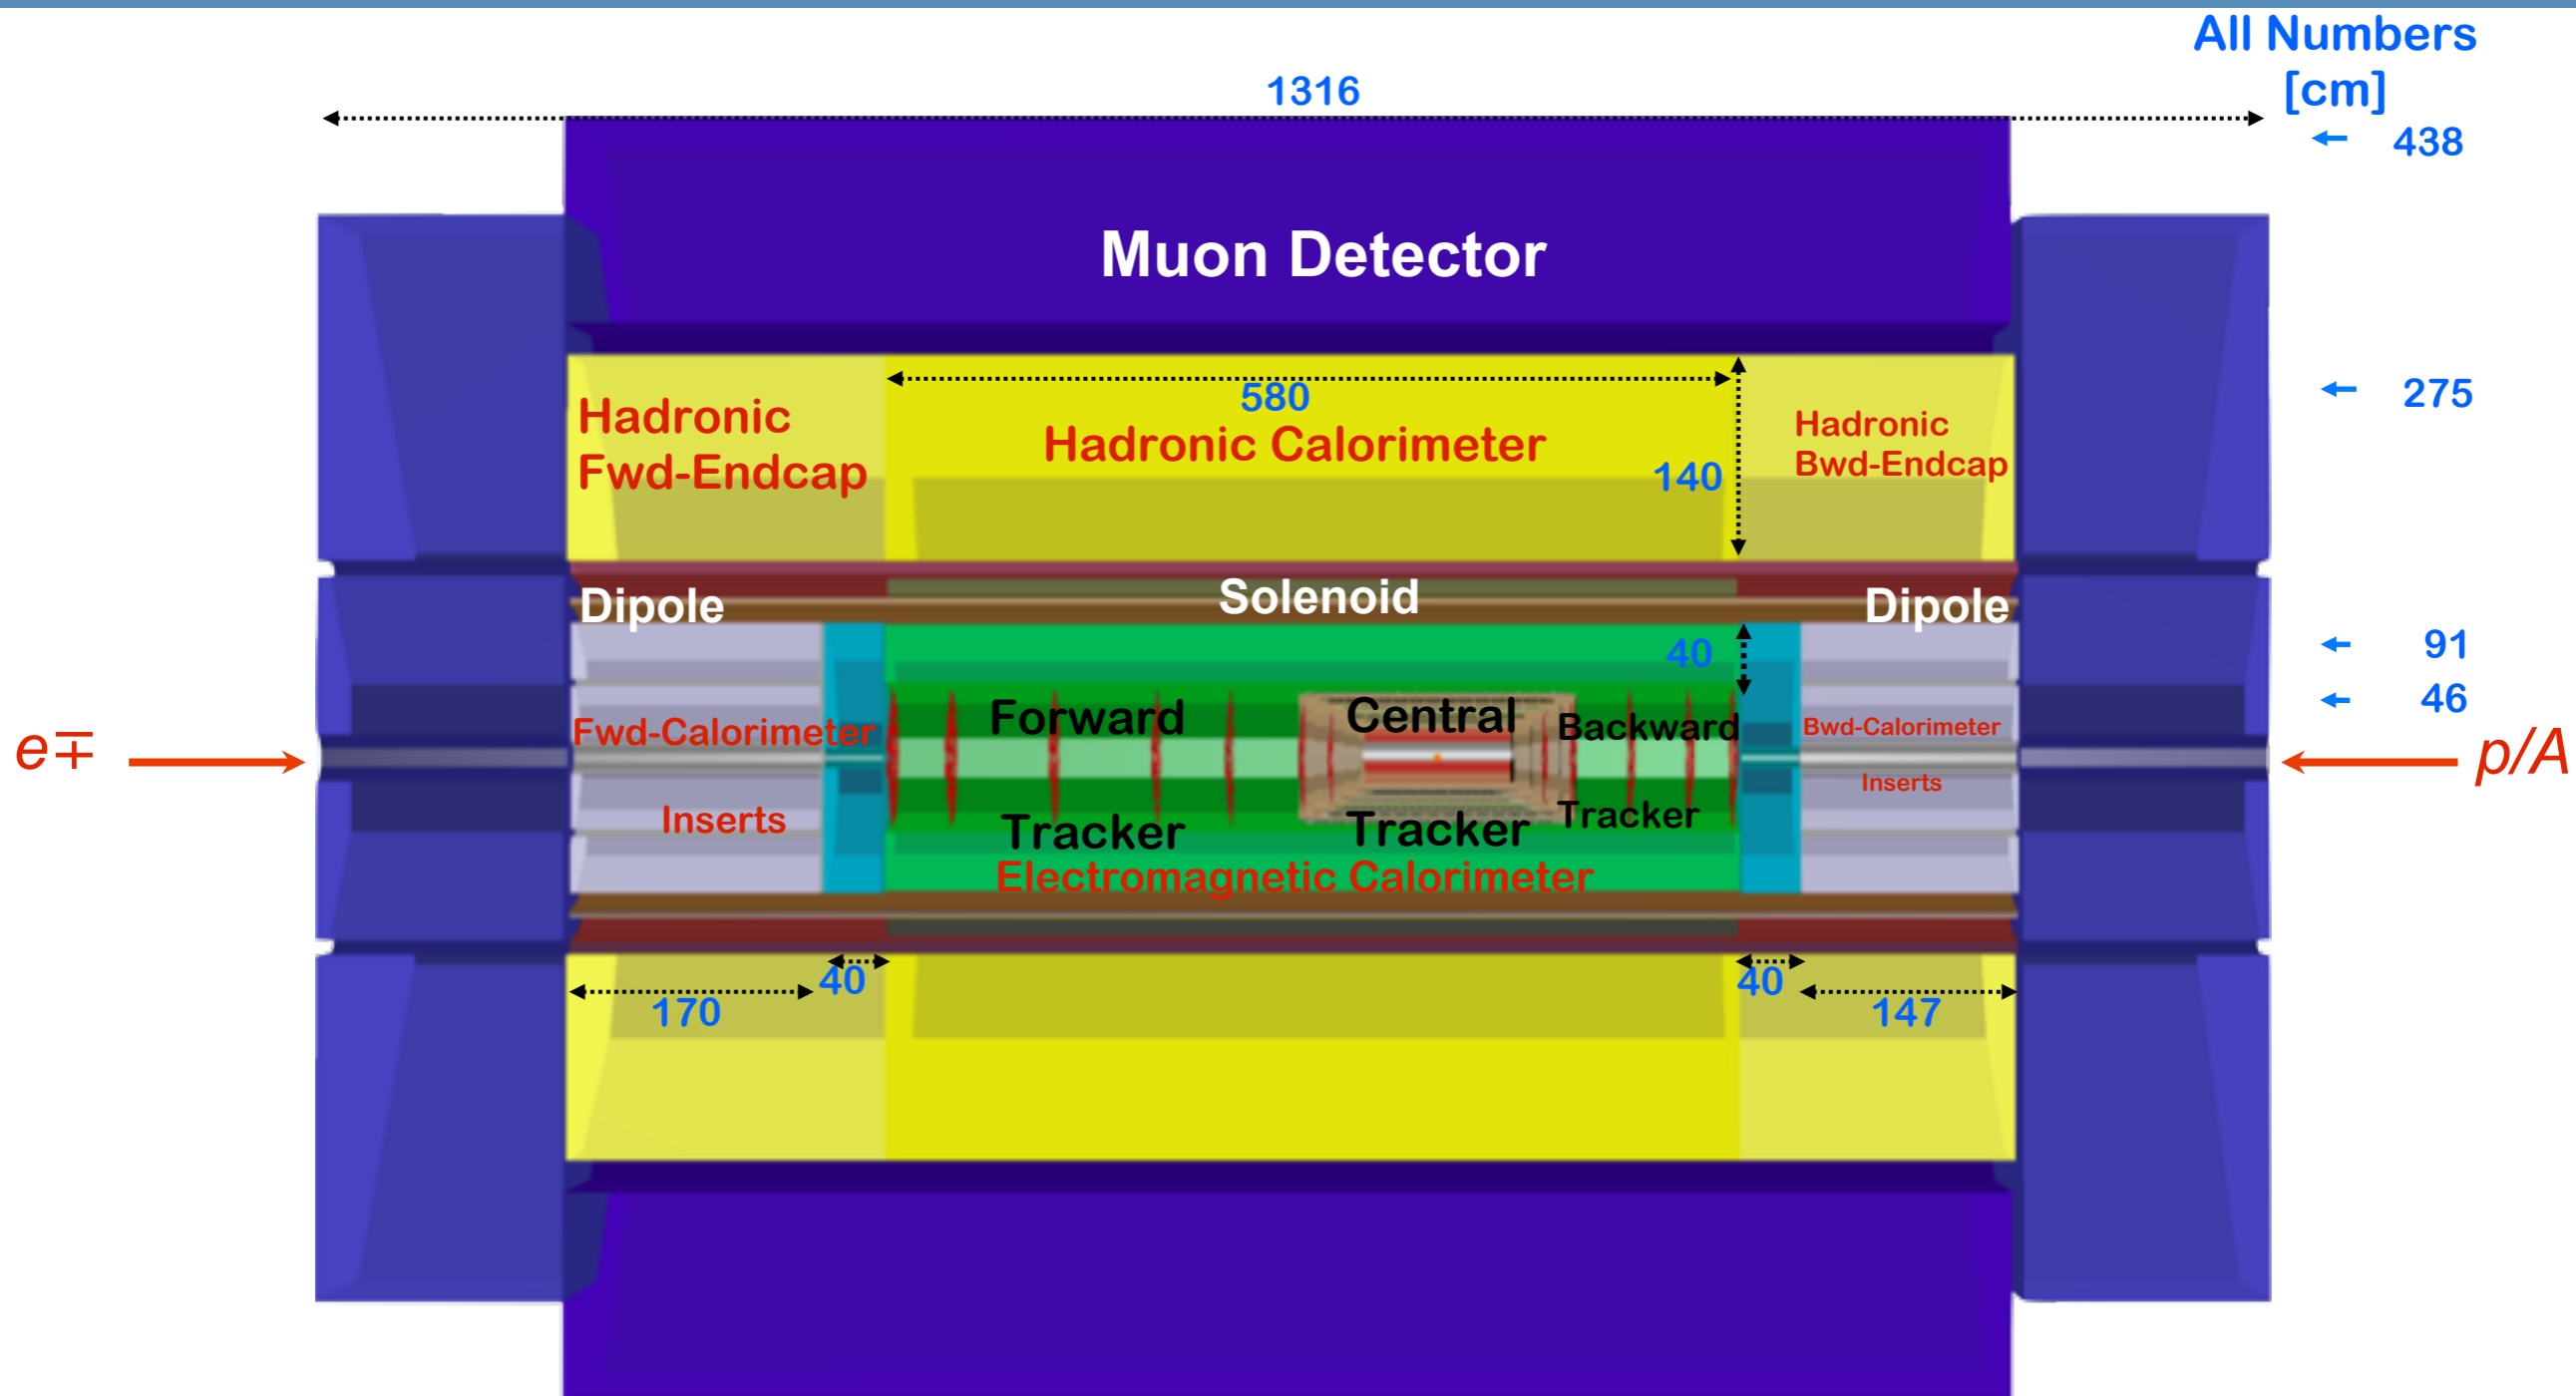 All Numbers
[cm]
1316
438
Muon Detector
275
580
Hadronic
Fwd-Endcap
Hadronic Calorimeter
Hadronic
Bwd-Endcap
140
Dipole
Solenoid
Dipole
40
91
46
Forward
Central
Backward
Fwd-Calorimeter
Bwd-Calorimeter
e∓
p/A
Inserts
Inserts
Tracker
Tracker
Tracker
Electromagnetic Calorimeter
40
40
170
147